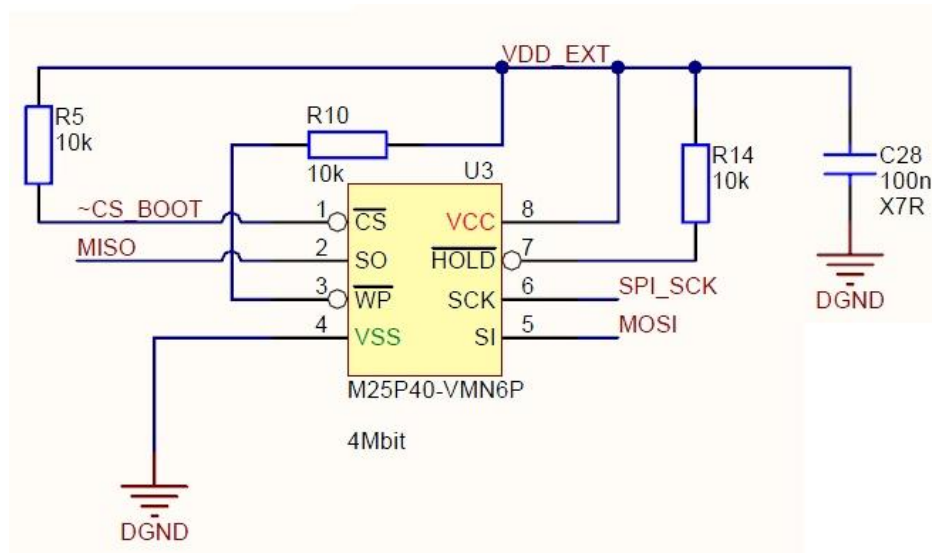 VDD_EXT
R5
10k
R10
10k
U3
R14
10k
C28
100n
X7R
DGND
~CS_BOOT
MISO
1
2
3
4
CS
SO
WP
VSS
VCC
HOLD
SCK
SI
8
7
6
5
SPI_SCK
MOSI
M25P40-VMN6P
4Mbit
DGND